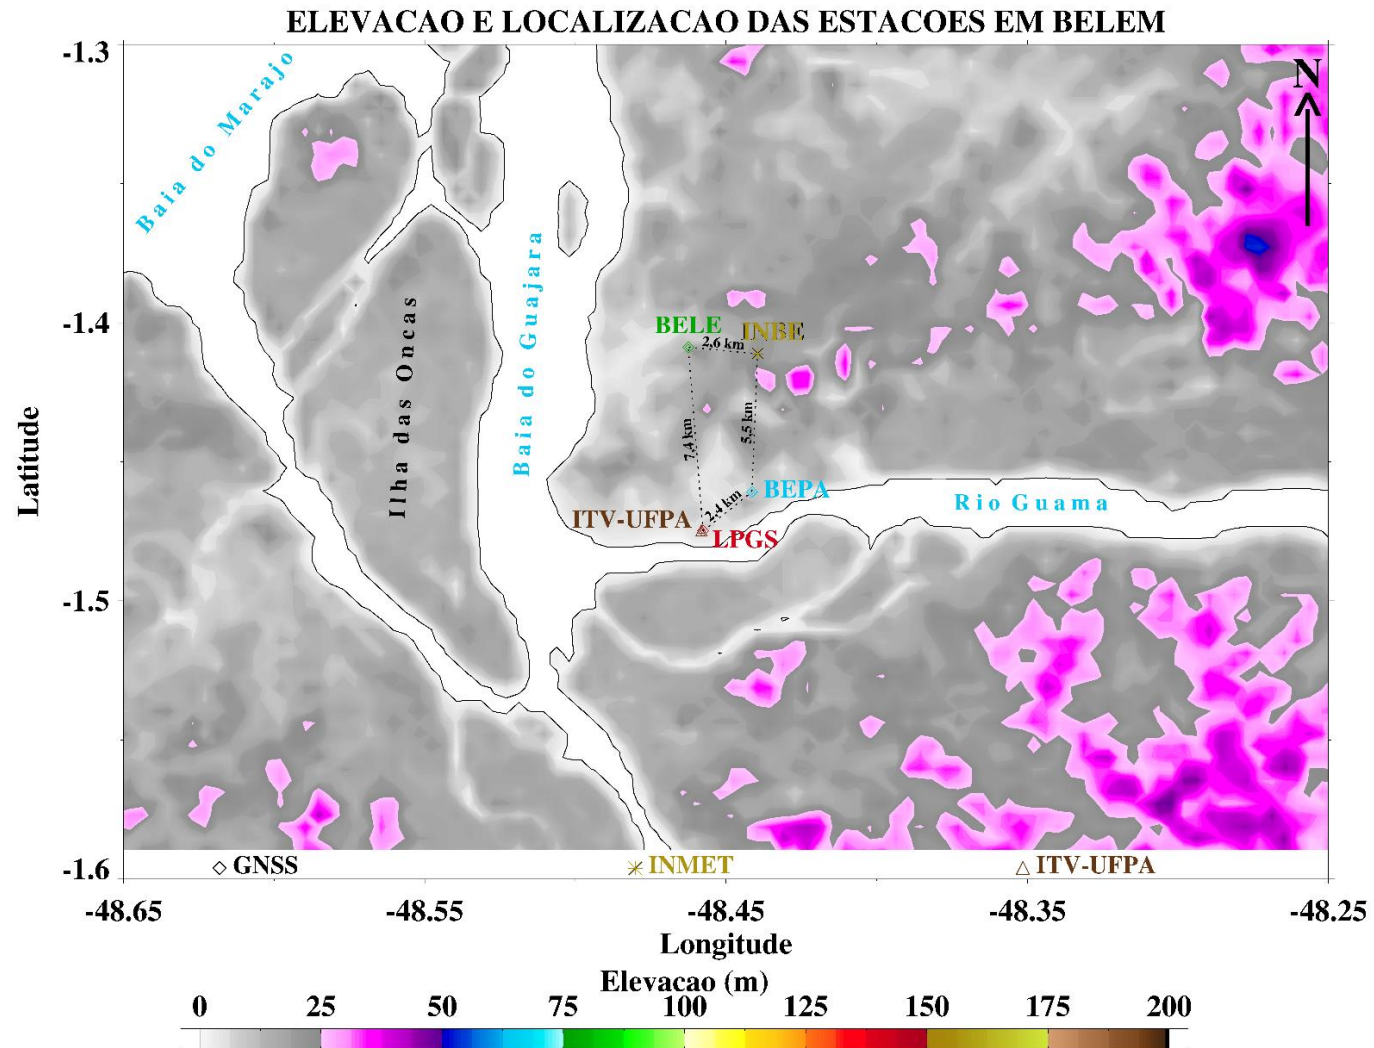 ELEVACAO E LOCALIZACAO DAS ESTACOES EM BELEM
-1.3
Baia do Marajo
N
Baia do Guajara
Ilha das Oncas
-1.4
BELE
INBE
2,6 km
7,4 km
5,5 km
Latitude
BEPA
2,4 km
Rio Guama
ITV-UFPA
LPGS
-1.5
-1.6
GNSS
INMET
ITV-UFPA
-48.65
-48.55
-48.45
-48.35
-48.25
Longitude
Elevacao (m)
0 25 50 75 100 125 150 175 200